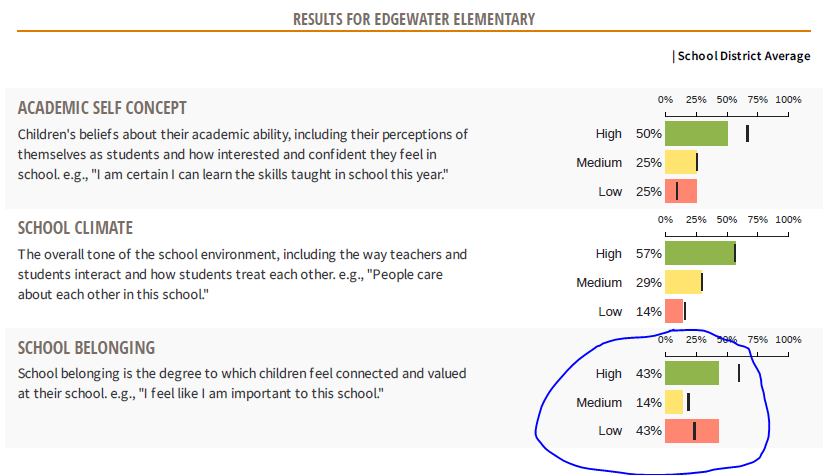 RESULTS FOR EDGEWATER ELEMENTARY
| School District Average
ACADEMIC SELF CONCEPT
Children's beliefs about their academic ability, including their perceptions of
themselves as students and how interested and confident they feel in
school. e.g., "I am certain I can learn the skills taught in school this year."
0% 25% 50% 75% 100%
High 50%
Medium 25%
Low 25%
SCHOOL CLIMATE
The overall tone of the school environment, including the way teachers and
students interact and how students treat each other. e.g., "People care
about each other in this school."
0% 25% 50% 75% 100%
High 57%
Medium 29%
Low 14%
SCHOOL BELONGING
School belonging is the degree to which children feel connected and valued
at their school. e.g., "I feel like I am important to this school."
0% 25% 50% 75% 100%
High 43%
Medium 14%
Low 43%